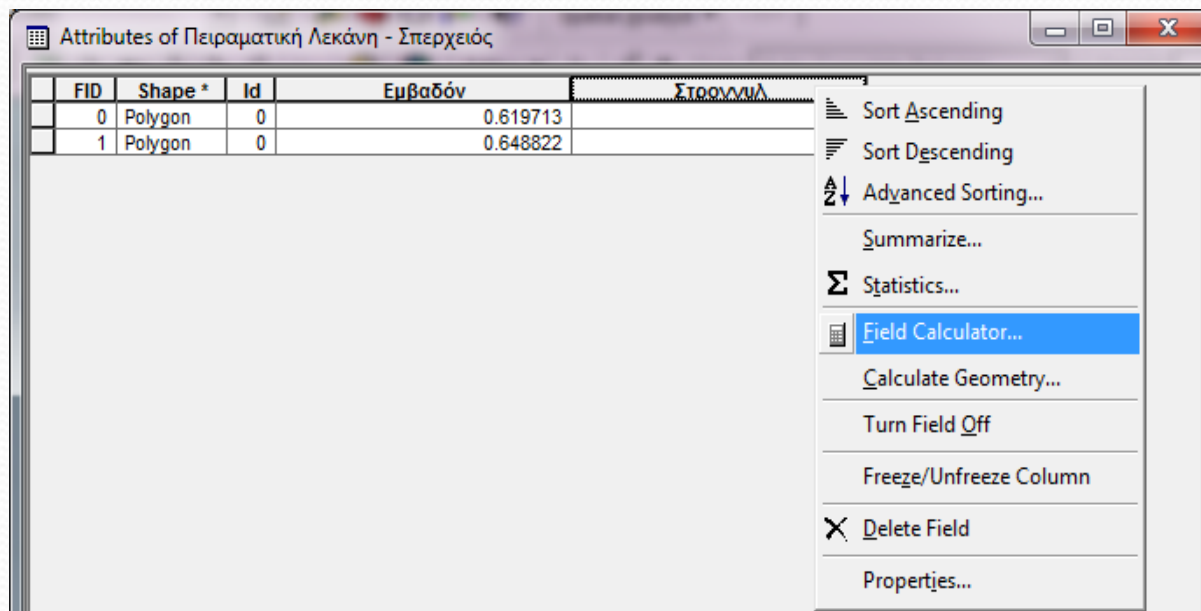 Attributes of Πειραματική Λεκάνη - Σπερχειός
FID Shape * Id Εμβαδόν Στρογγυλ
0 Polygon 0 0.619713
1 Polygon 0 0.648822
Sort Ascending
Sort Descending
Advanced Sorting...
Summarize...
Statistics...
Field Calculator...
Calculate Geometry...
Turn Field Off
Freeze/Unfreeze Column
Delete Field
Properties...